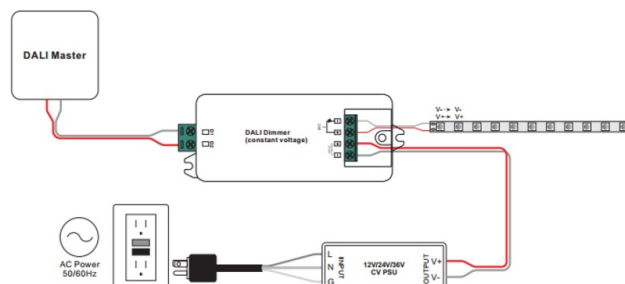 DALI Master
DALI Dimmer
(constant voltage)
V-
V-
V+
V+
AC Power
50/60Hz
L
N
G
INPUT
12V/24V/36V
CV PSU
OUTPUT
V+
V-